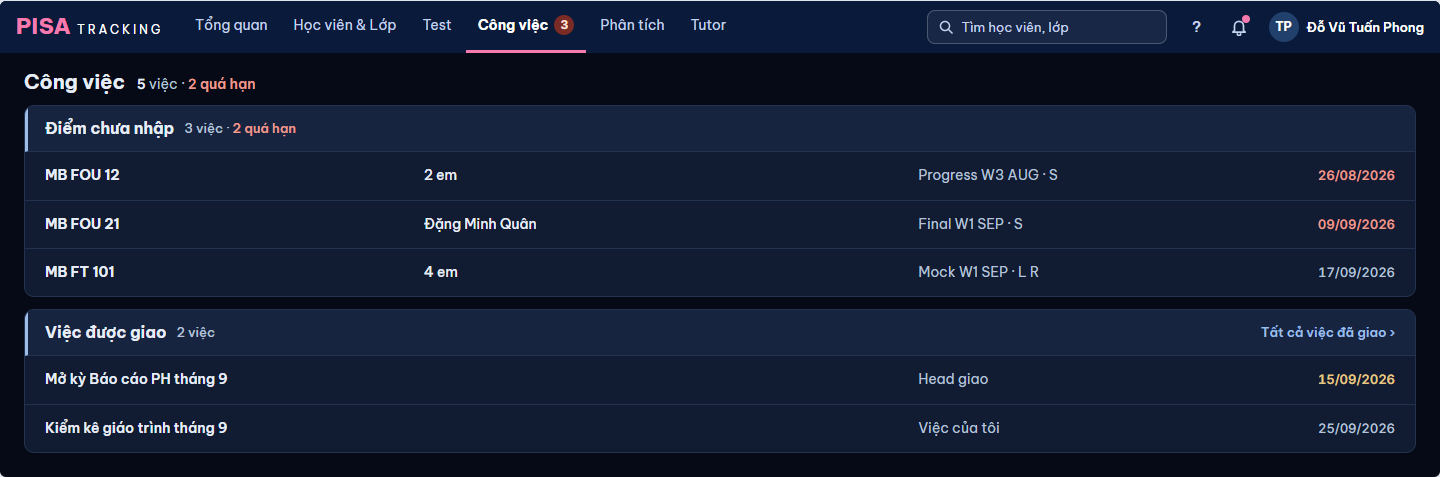 PISA TRACKING Tổng quan Học viên & Lớp Test Công việc 3 Phân tích Tutor Tìm học viên, lớp ? TP Đỗ Vũ Tuấn Phong
Công việc 5 việc · 2 quá hạn
Điểm chưa nhập 3 việc · 2 quá hạn
MB FOU 12 2 em Progress W3 AUG · S 26/08/2026
MB FOU 21 Đặng Minh Quân Final W1 SEP · S 09/09/2026
MB FT 101 4 em Mock W1 SEP · L R 17/09/2026
Việc được giao 2 việc Tất cả việc đã giao ›
Mở kỳ Báo cáo PH tháng 9 Head giao 15/09/2026
Kiểm kê giáo trình tháng 9 Việc của tôi 25/09/2026